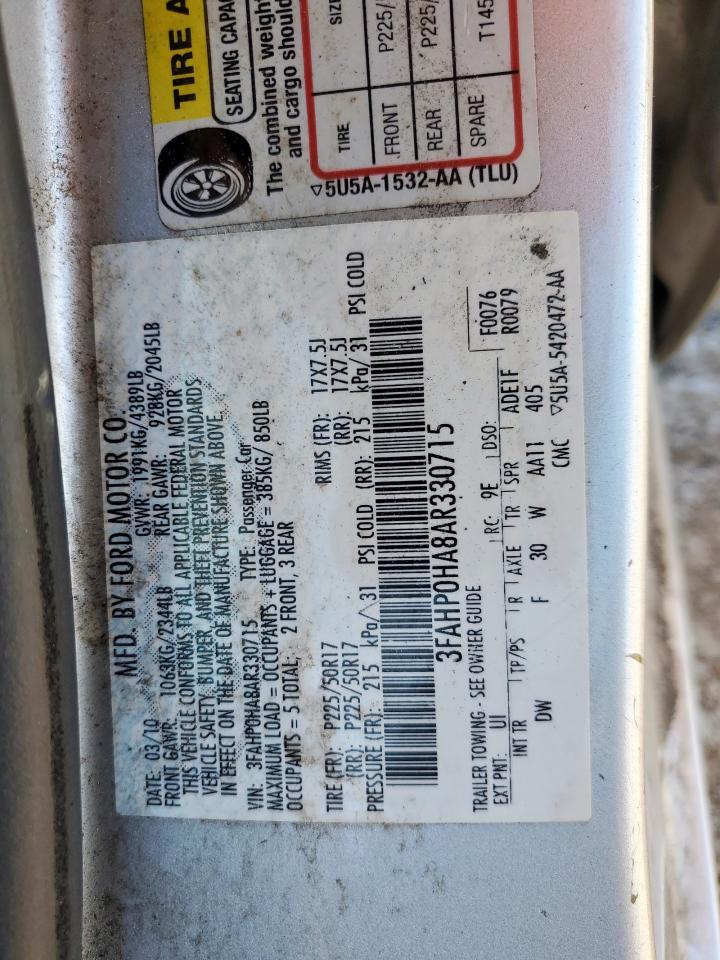 TIRE A
SEATING CAPA
The combined weight
and cargo should
TIRE SIZE
FRONT P225/
REAR P225/
SPARE T145
▽5U5A-1532-AA (TLU)
MFD. BY FORD MOTOR CO.
DATE: 03/10 GVWR: 1991KG/4389LB
FRONT GAWR: 1063KG/2344LB REAR GAWR: 928KG/2045LB
THIS VEHICLE CONFORMS TO ALL APPLICABLE FEDERAL MOTOR
VEHICLE SAFETY, BUMPER, AND THEFT PREVENTION STANDARDS
IN EFFECT ON THE DATE OF MANUFACTURE SHOWN ABOVE.
VIN: 3FAHP0HA8AR330715 TYPE: Passenger Car
MAXIMUM LOAD = OCCUPANTS + LUGGAGE = 385KG/ 850LB
OCCUPANTS = 5 TOTAL; 2 FRONT, 3 REAR
TIRE (FR): P225/50R17 RIMS (FR): 17X7.5J
(RR): P225/50R17 (RR): 17X7.5J
PRESSURE (FR): 215 kPa/ 31 PSI COLD (RR): 215 kPa/ 31 PSI COLD
3FAHP0HA8AR330715
TRAILER TOWING - SEE OWNER GUIDE F0076
EXT PNT: UI RC: 9E DSO: R0079
INT TR TP/PS R AXLE TR SPR ADE1F
DW F 30 W AA11 405
CMC ▽5U5A-5420472-AA